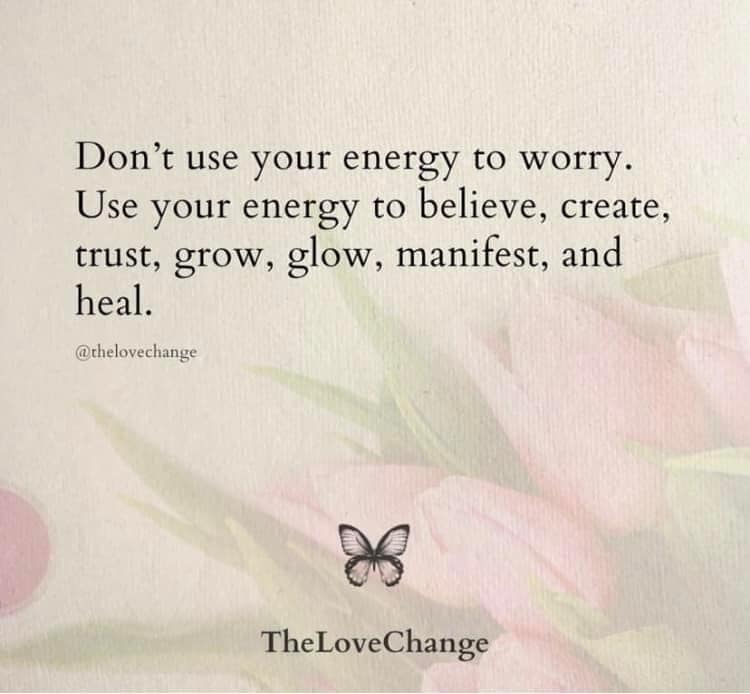 Don’t use your energy to worry.
Use your energy to believe, create,
trust, grow, glow, manifest, and
heal.
@thelovechange
TheLoveChange